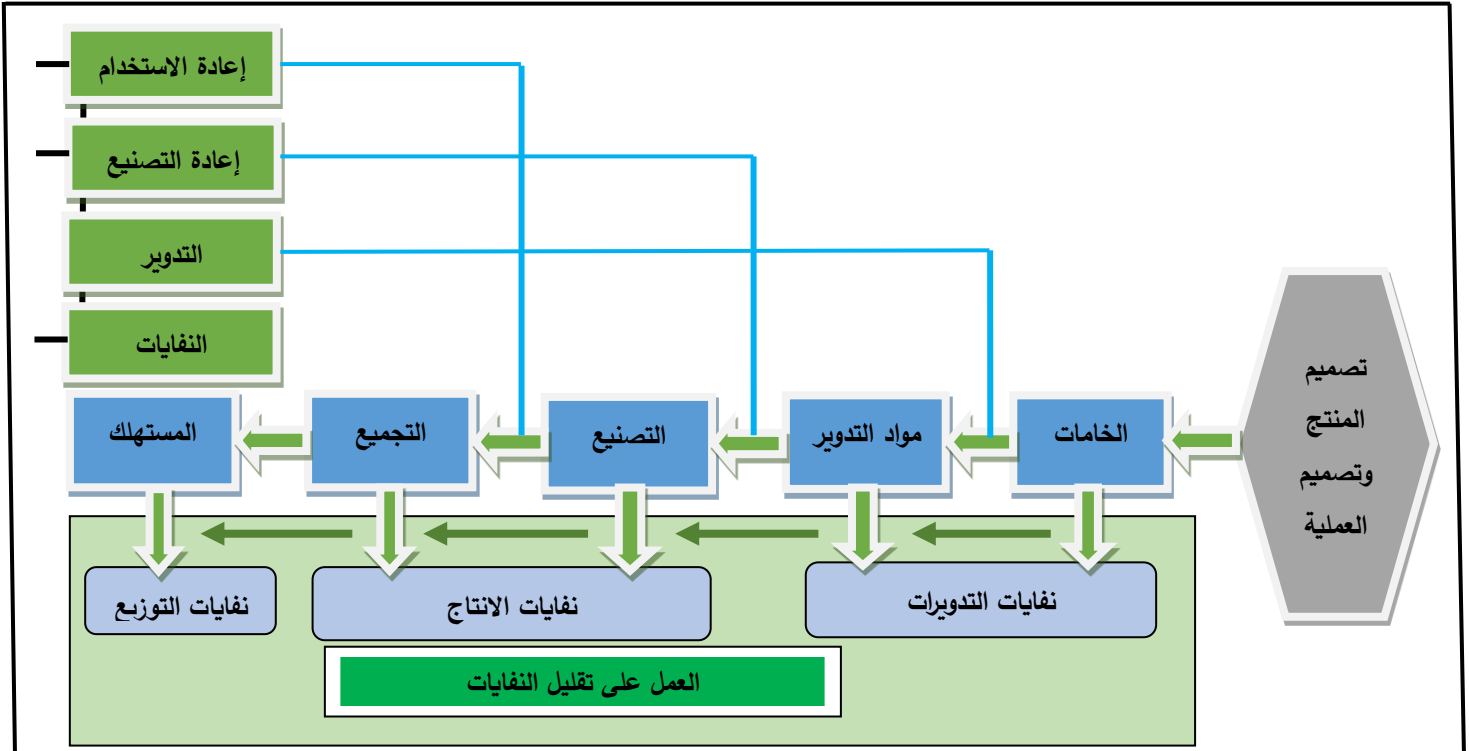 إعادة الاستخدام
إعادة التصنيع
التدوير
النفايات
تصميم
المنتج
وتصميم
العملية
الخامات
مواد التدوير
التصنيع
التجميع
المستهلك
نفايات التدويرات
نفايات الانتاج
نفايات التوزيع
العمل على تقليل النفايات